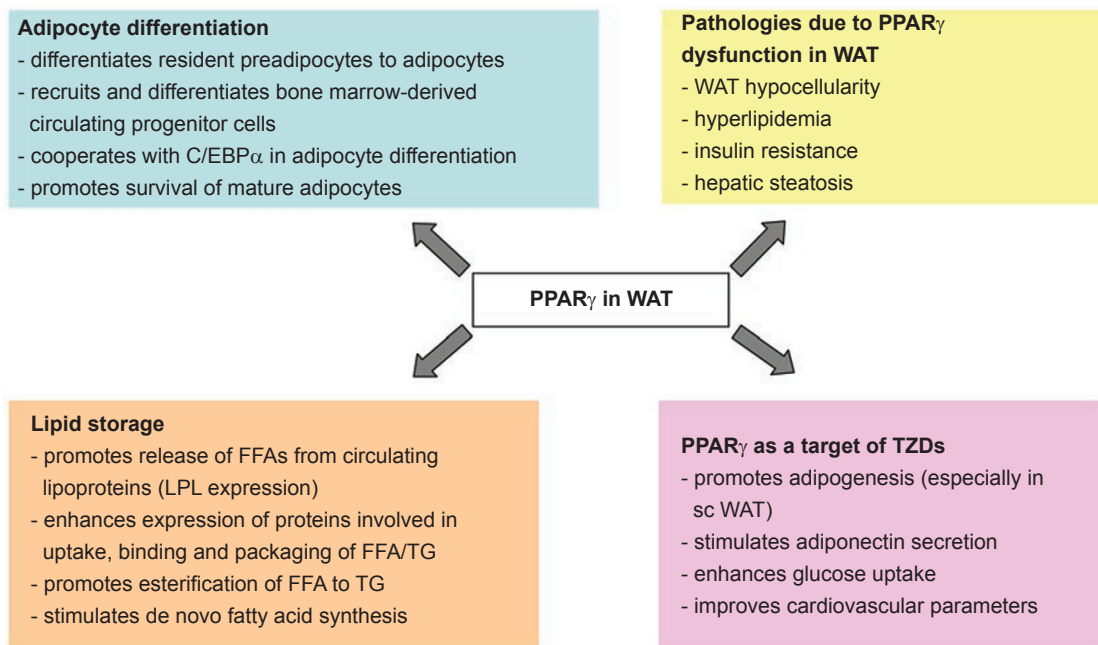 Adipocyte differentiation
- differentiates resident preadipocytes to adipocytes
- recruits and differentiates bone marrow-derived
circulating progenitor cells
- cooperates with C/EBPα in adipocyte differentiation
- promotes survival of mature adipocytes
Pathologies due to PPARγ
dysfunction in WAT
- WAT hypocellularity
- hyperlipidemia
- insulin resistance
- hepatic steatosis
PPARγ in WAT
Lipid storage
- promotes release of FFAs from circulating
lipoproteins (LPL expression)
- enhances expression of proteins involved in
uptake, binding and packaging of FFA/TG
- promotes esterification of FFA to TG
- stimulates de novo fatty acid synthesis
PPARγ as a target of TZDs
- promotes adipogenesis (especially in
sc WAT)
- stimulates adiponectin secretion
- enhances glucose uptake
- improves cardiovascular parameters